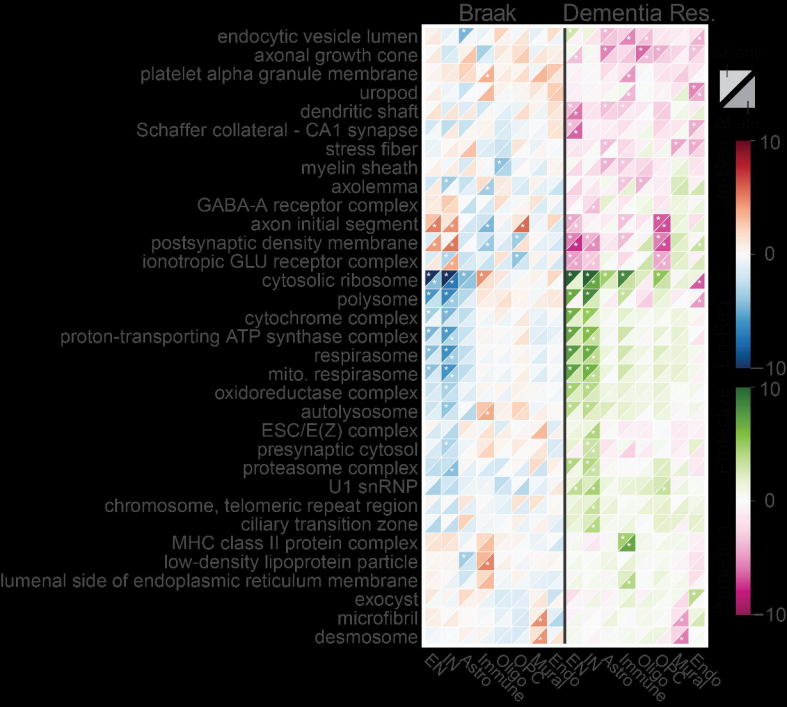 Braak Dementia Res.
endocytic vesicle lumen
axonal growth cone
platelet alpha granule membrane
uropod
dendritic shaft
Schaffer collateral - CA1 synapse
stress fiber
myelin sheath
axolemma
GABA-A receptor complex
axon initial segment
postsynaptic density membrane
ionotropic GLU receptor complex
cytosolic ribosome
polysome
cytochrome complex
proton-transporting ATP synthase complex
respirasome
mito. respirasome
oxidoreductase complex
autolysosome
ESC/E(Z) complex
presynaptic cytosol
proteasome complex
U1 snRNP
chromosome, telomeric repeat region
ciliary transition zone
MHC class II protein complex
low-density lipoprotein particle
lumenal side of endoplasmic reticulum membrane
exocyst
microfibril
desmosome
EN IN Astro Immune Oligo OPC Mural Endo EN IN Astro Immune Oligo OPC Mural Endo
10
0
-10
10
0
-10
Protective